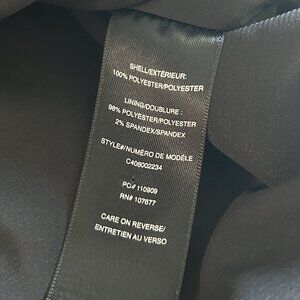 SHELL/EXTÉRIEUR:
100% POLYESTER/POLYESTER
LINING/DOUBLURE :
98% POLYESTER/POLYESTER
2% SPANDEX/SPANDEX
STYLE#/NUMÉRO DE MODÈLE
C406002234
PO# 110909
RN# 107677
CARE ON REVERSE/
ENTRETIEN AU VERSO